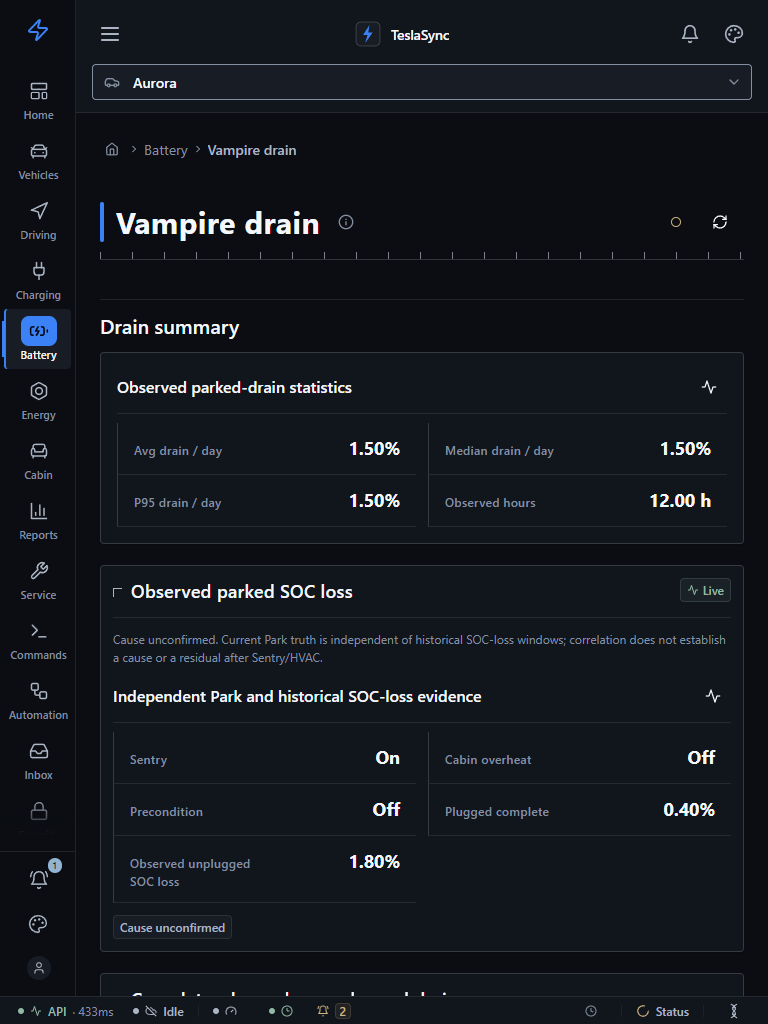 TeslaSync
Aurora
Home
Vehicles
Driving
Charging
Battery
Energy
Cabin
Reports
Service
Commands
Automation
Inbox
1
Battery
Vampire drain
Vampire drain
Drain summary
Observed parked-drain statistics
Avg drain / day 1.50%
Median drain / day 1.50%
P95 drain / day 1.50%
Observed hours 12.00 h
Observed parked SOC loss
Live
Cause unconfirmed. Current Park truth is independent of historical SOC-loss windows; correlation does not establish
a cause or a residual after Sentry/HVAC.
Independent Park and historical SOC-loss evidence
Sentry On
Cabin overheat Off
Precondition Off
Plugged complete 0.40%
Observed unplugged
SOC loss
1.80%
Cause unconfirmed
API · 433ms
Idle
2
Status